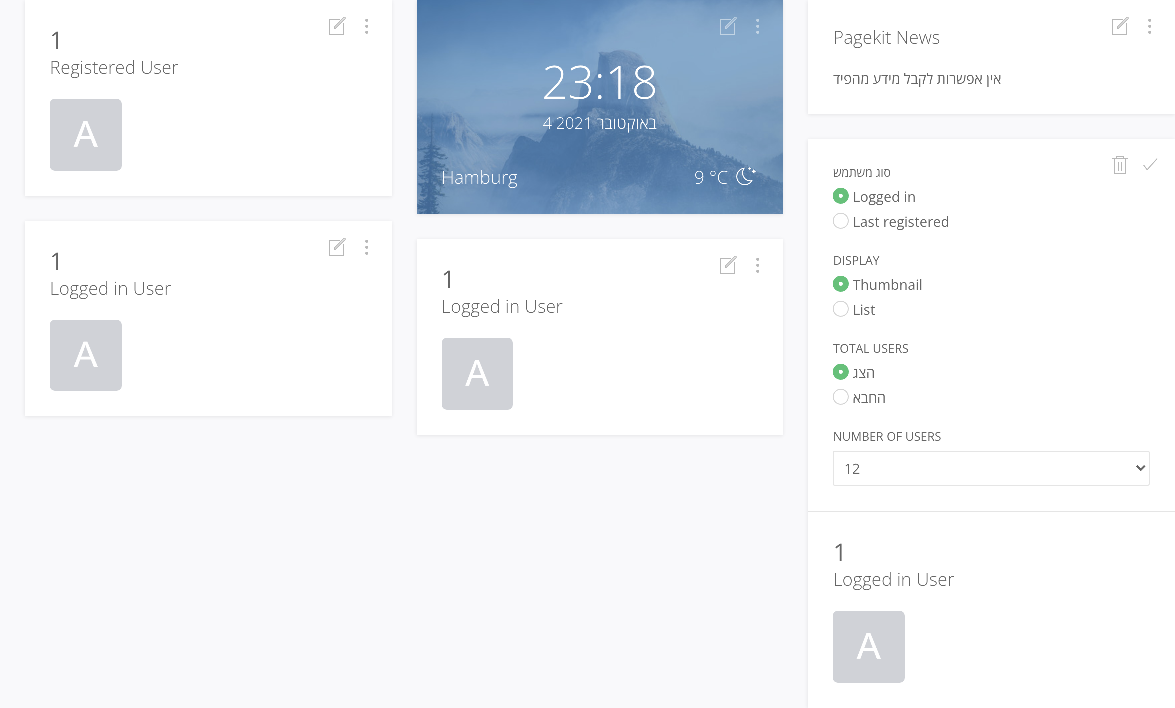 1
Registered User
A
1
Logged in User
A
23:18
4 באוקטובר 2021
Hamburg
9 °C
1
Logged in User
A
Pagekit News
אין אפשרות לקבל מידע מהפיד
סוג משתמש
Logged in
Last registered
DISPLAY
Thumbnail
List
TOTAL USERS
הצג
החבא
NUMBER OF USERS
12
1
Logged in User
A